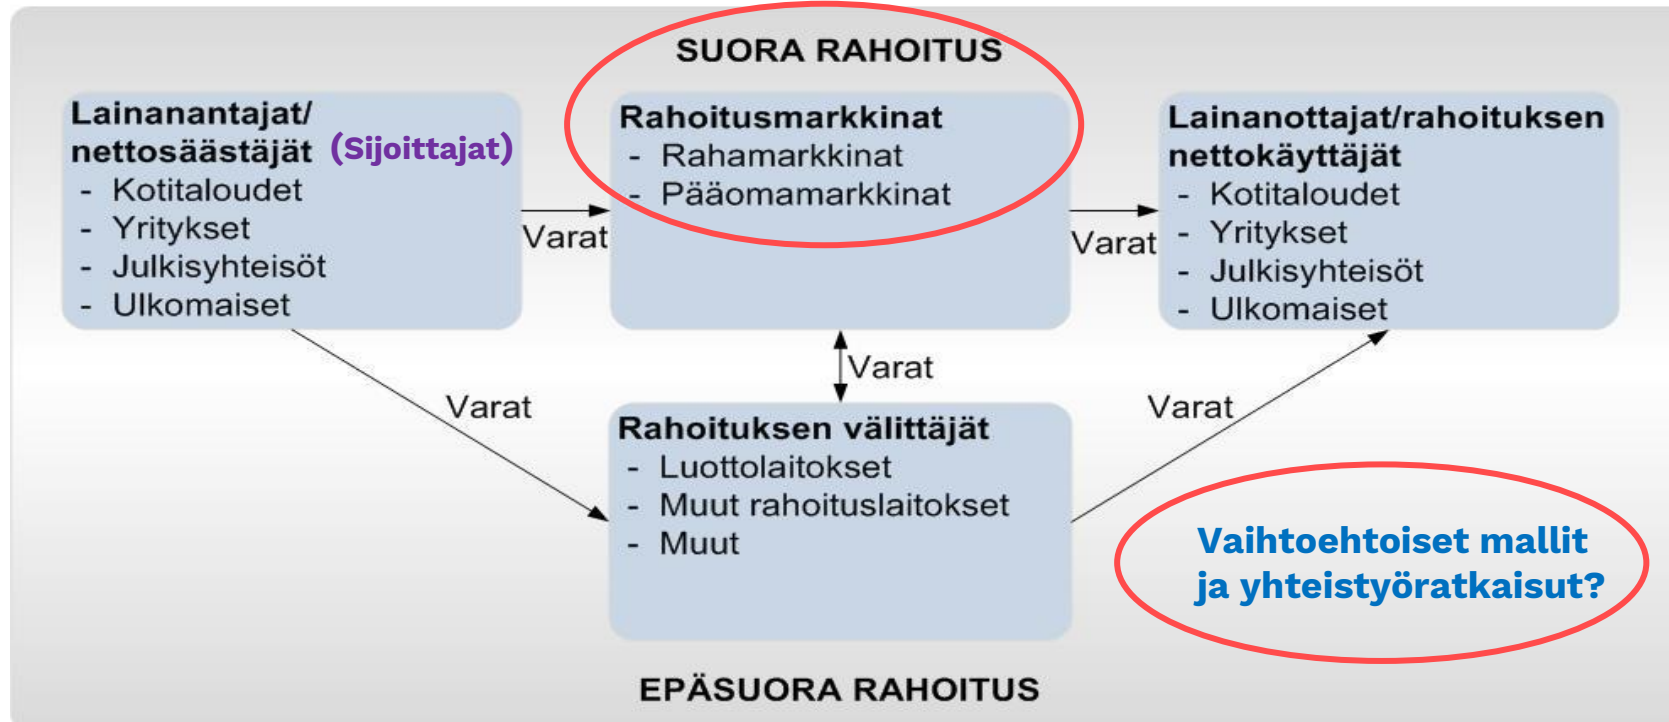 SUORA RAHOITUS
Lainanantajat/
nettosäästäjät (Sijoittajat)
- Kotitaloudet
- Yritykset
- Julkisyhteisöt
- Ulkomaiset
Varat
Rahoitusmarkkinat
- Rahamarkkinat
- Pääomamarkkinat
Varat
Lainanottajat/rahoituksen
nettokäyttäjät
- Kotitaloudet
- Yritykset
- Julkisyhteisöt
- Ulkomaiset
Varat
Varat
Varat
Rahoituksen välittäjät
- Luottolaitokset
- Muut rahoituslaitokset
- Muut
Vaihtoehtoiset mallit
ja yhteistyöratkaisut?
EPÄSUORA RAHOITUS